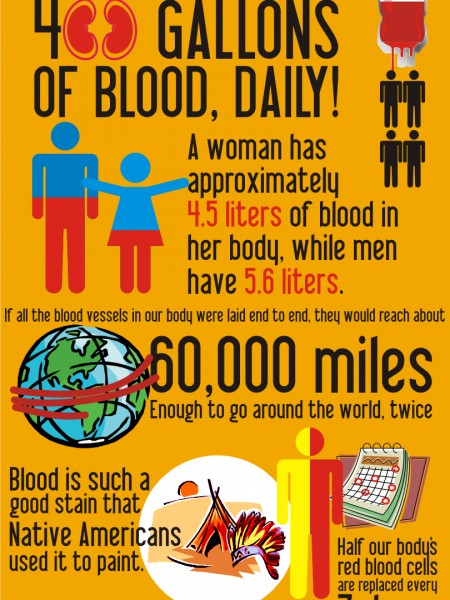 400 GALLONS
OF BLOOD, DAILY!
A woman has
approximately
4.5 liters of blood in
her body, while men
have 5.6 liters.
If all the blood vessels in our body were laid end to end, they would reach about
60,000 miles
Enough to go around the world, twice
Blood is such a
good stain that
Native Americans
used it to paint.
Half our body's
red blood cells
are replaced every